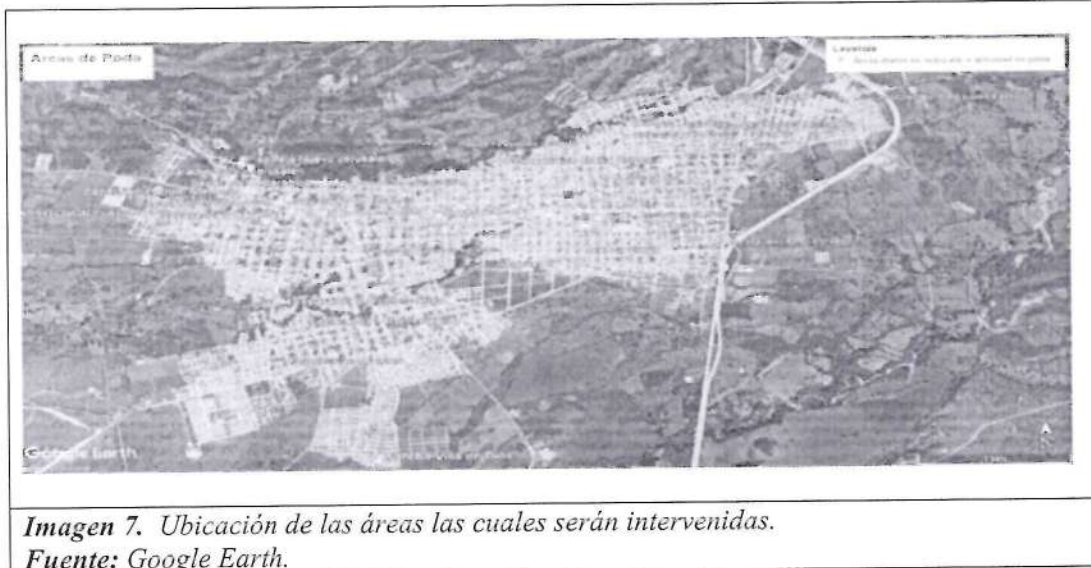 Areas de Poda
Leyenda
Google Earth
Imagen 7. Ubicación de las áreas las cuales serán intervenidas.
Fuente: Google Earth.